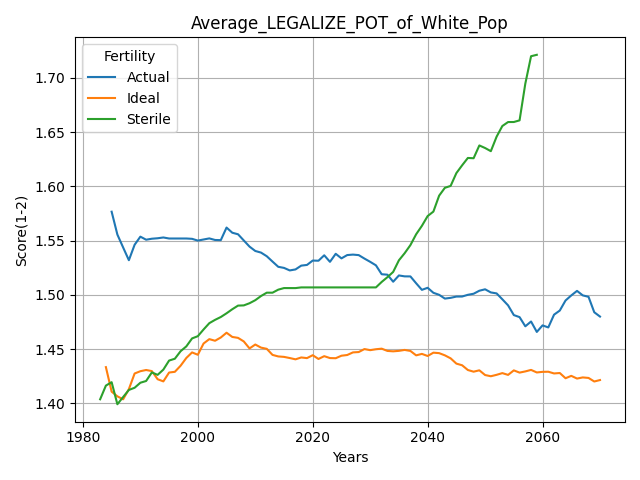 Average_LEGALIZE_POT_of_White_Pop
Fertility
Actual
Ideal
Sterile
Score(1-2)
1.70
1.65
1.60
1.55
1.50
1.45
1.40
1980
2000
2020
2040
2060
Years